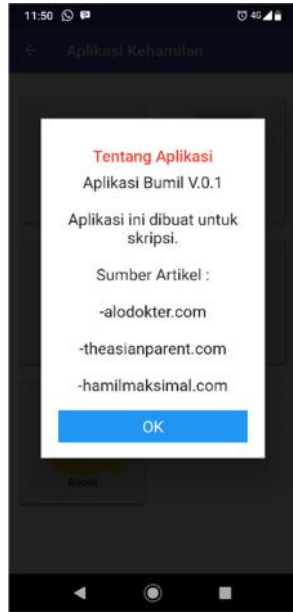 11:50
4G
Aplikasi Kehamilan
Tentang Aplikasi
Aplikasi Bumil V.0.1
Aplikasi ini dibuat untuk
skripsi.
Sumber Artikel :
-alodokter.com
-theasianparent.com
-hamilmaksimal.com
OK
About